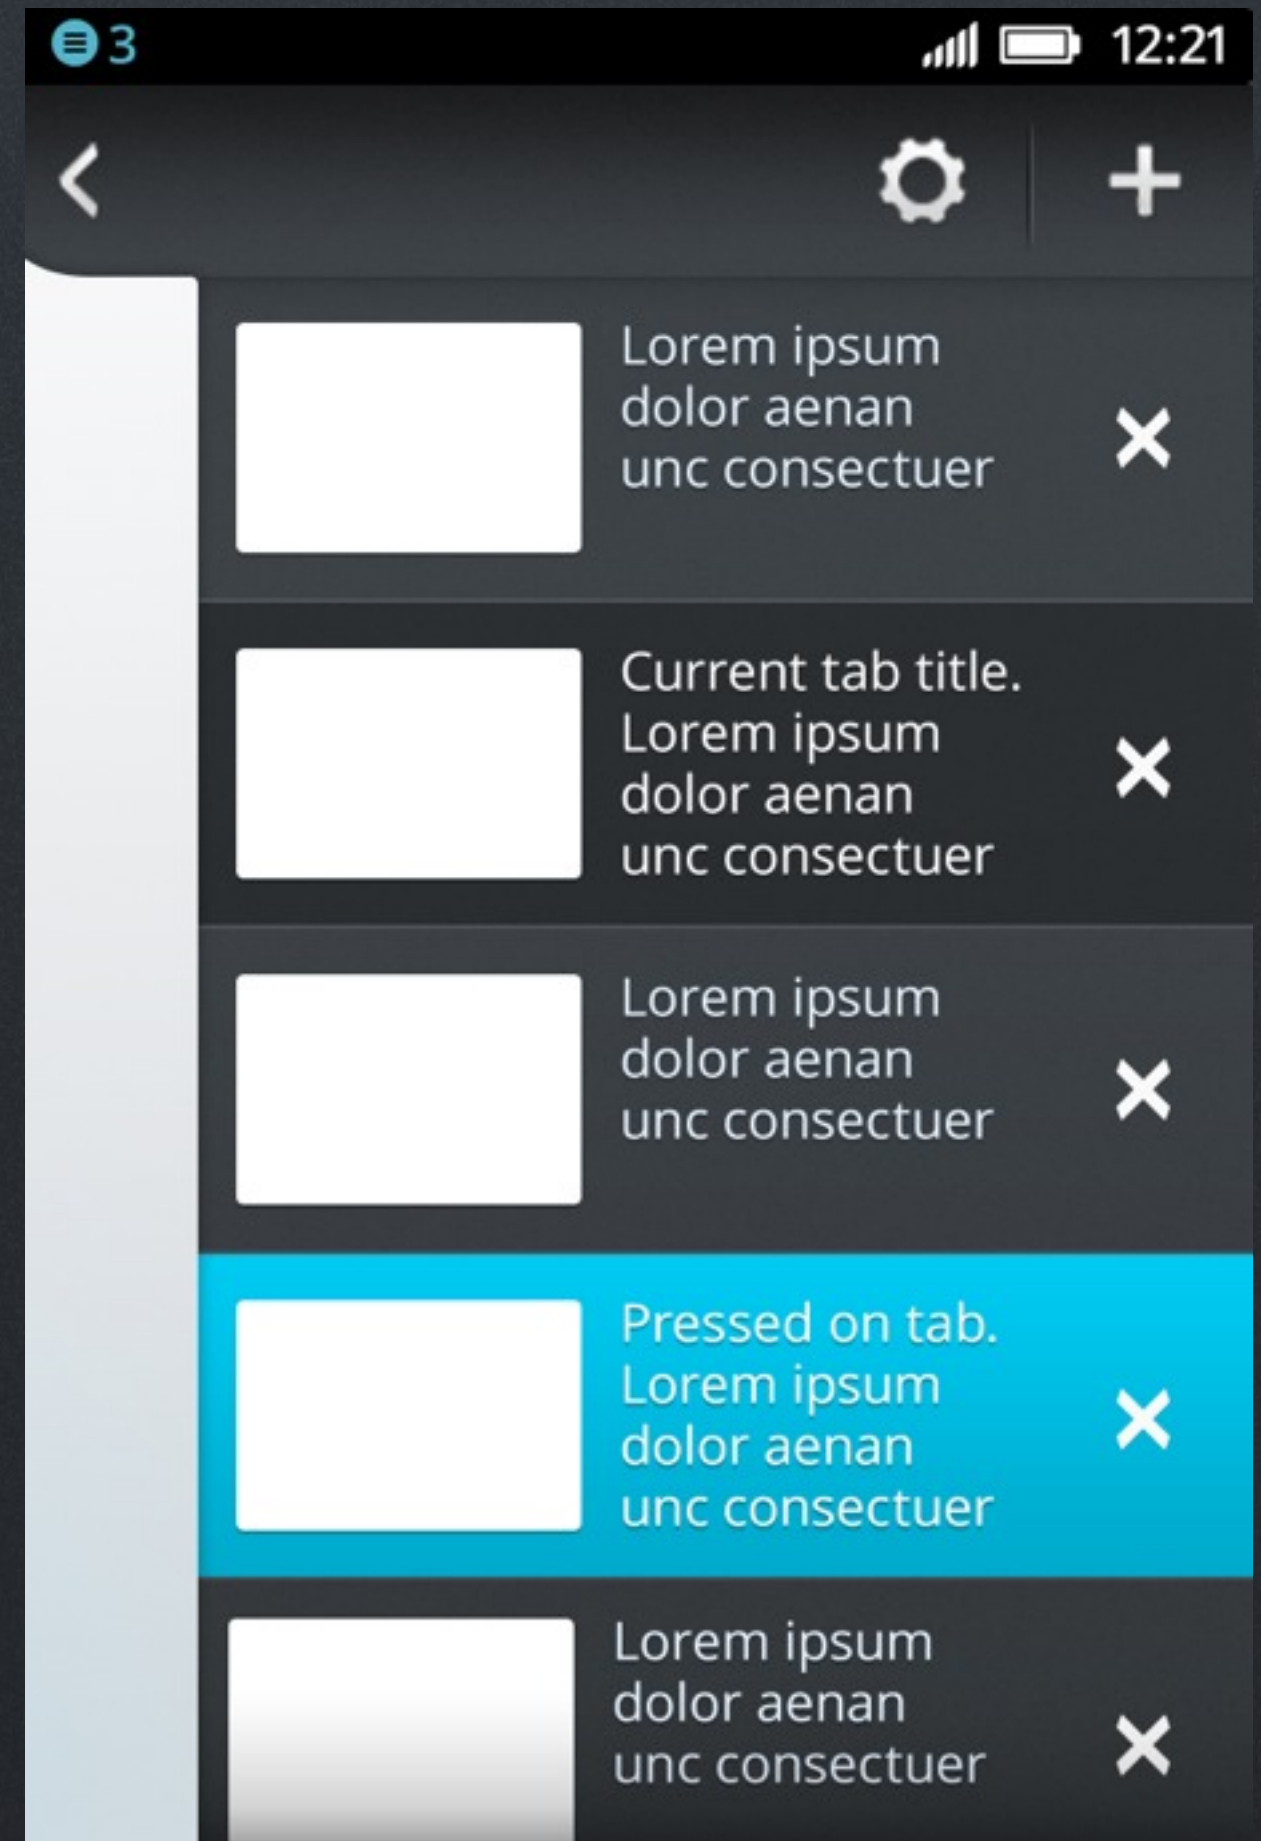 3
12:21
Lorem ipsum
dolor aenan
unc consectuer
Current tab title.
Lorem ipsum
dolor aenan
unc consectuer
Lorem ipsum
dolor aenan
unc consectuer
Pressed on tab.
Lorem ipsum
dolor aenan
unc consectuer
Lorem ipsum
dolor aenan
unc consectuer